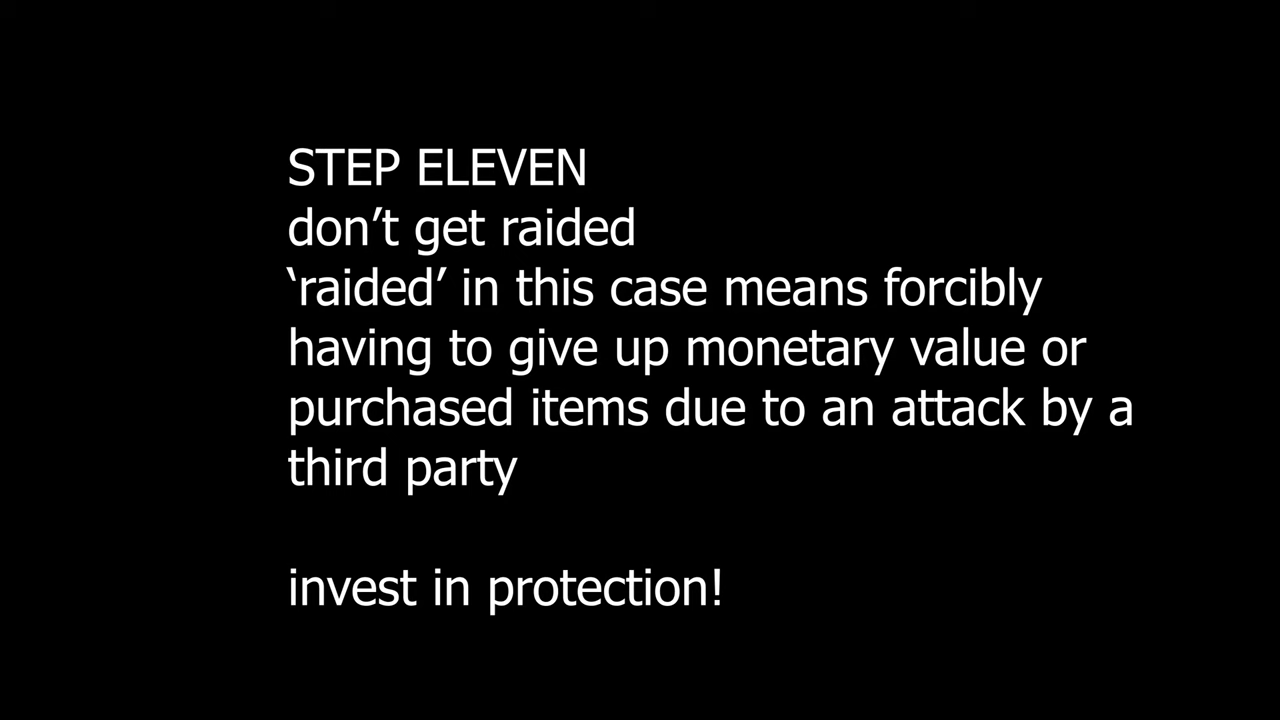 STEP ELEVEN
don’t get raided
‘raided’ in this case means forcibly
having to give up monetary value or
purchased items due to an attack by a
third party
invest in protection!